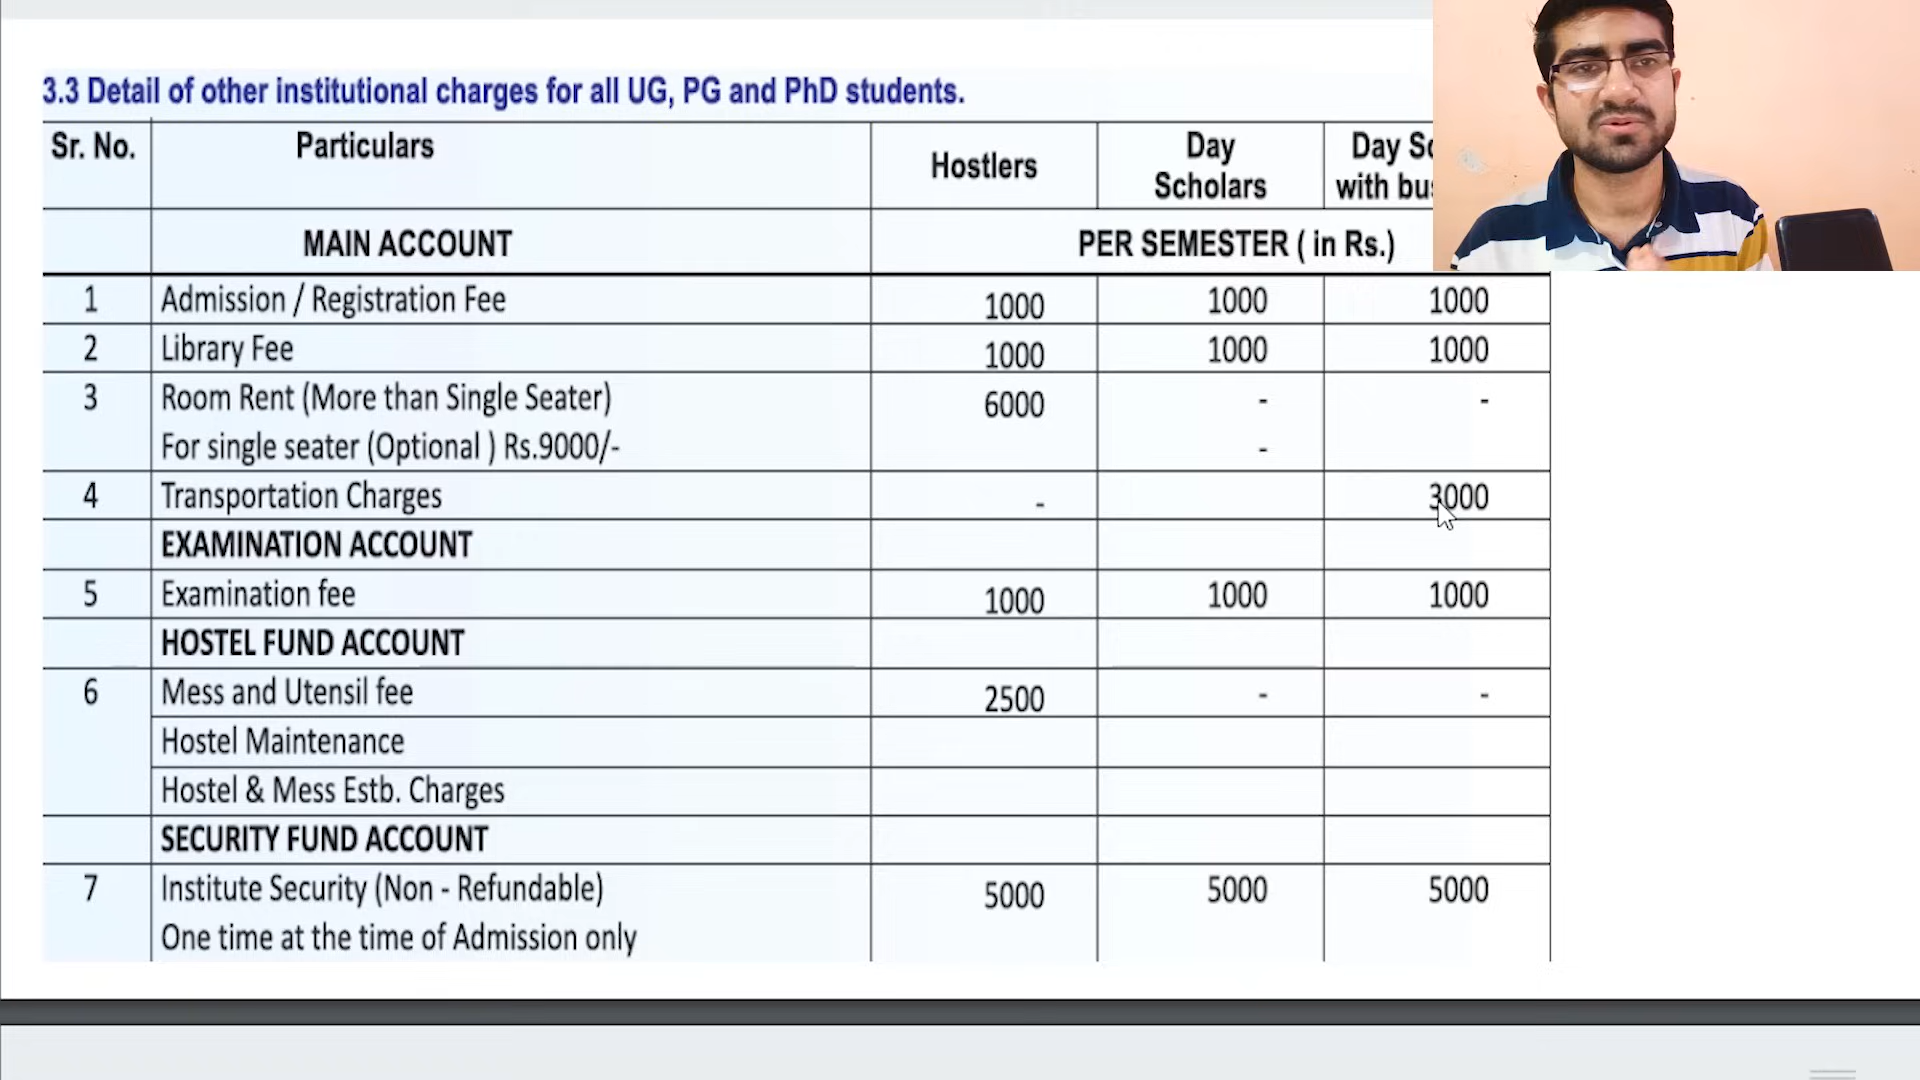 3.3 Detail of other institutional charges for all UG, PG and PhD students.
Sr. No. Particulars Hostlers Day Scholars Day with
MAIN ACCOUNT PER SEMESTER ( in Rs.)
1 Admission / Registration Fee 1000 1000 1000
2 Library Fee 1000 1000 1000
3 Room Rent (More than Single Seater) 6000 - -
For single seater (Optional ) Rs.9000/- -
4 Transportation Charges - 3000
EXAMINATION ACCOUNT
5 Examination fee 1000 1000 1000
HOSTEL FUND ACCOUNT
6 Mess and Utensil fee 2500 - -
Hostel Maintenance
Hostel & Mess Estb. Charges
SECURITY FUND ACCOUNT
7 Institute Security (Non - Refundable) 5000 5000 5000
One time at the time of Admission only